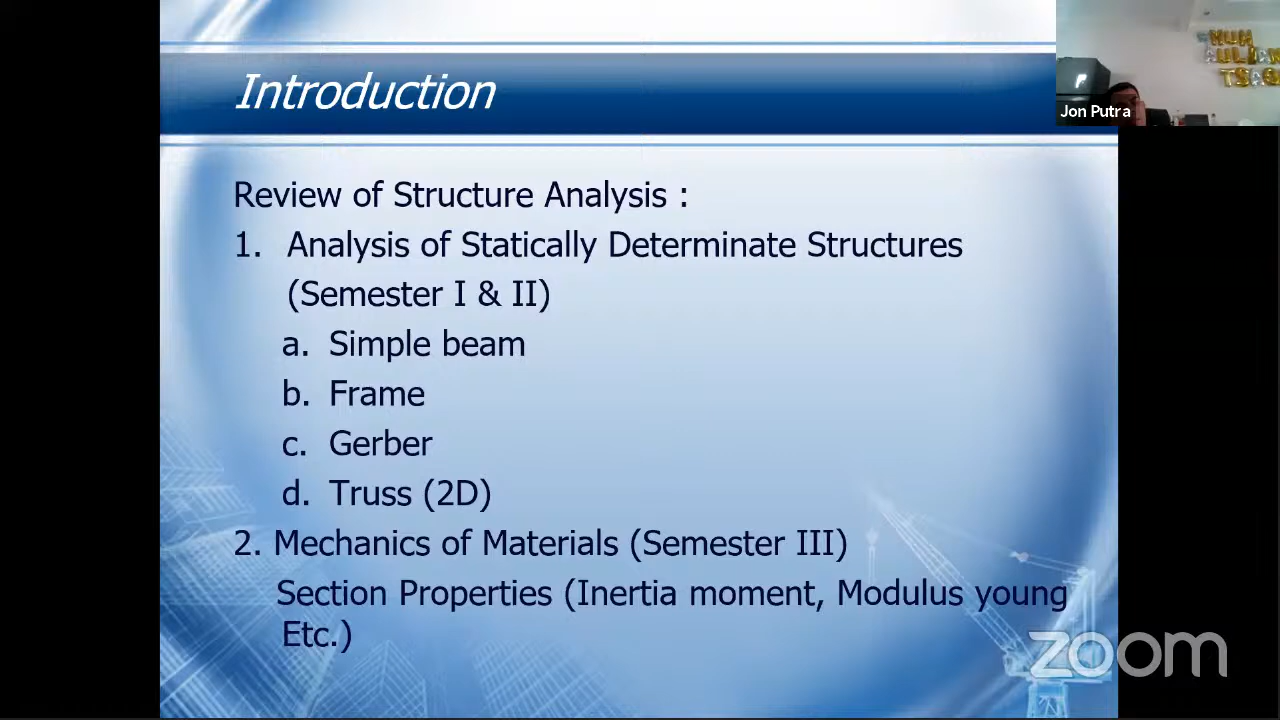 Introduction
Jon Putra
Review of Structure Analysis :
1. Analysis of Statically Determinate Structures
(Semester I & II)
a. Simple beam
b. Frame
c. Gerber
d. Truss (2D)
2. Mechanics of Materials (Semester III)
Section Properties (Inertia moment, Modulus young
Etc.)
zoom